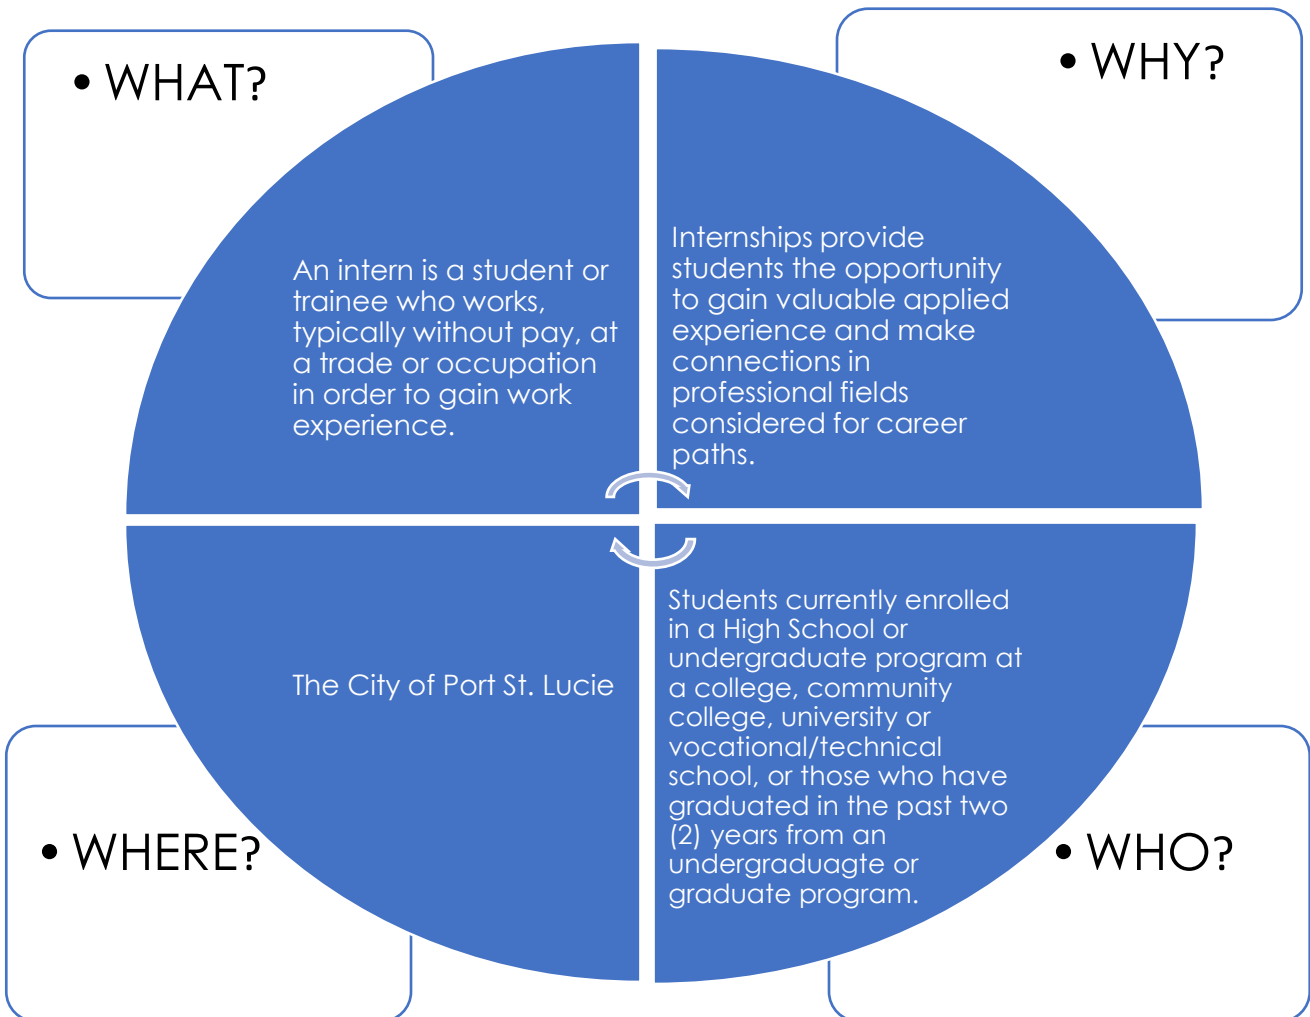 • WHAT?
An intern is a student or
trainee who works,
typically without pay, at
a trade or occupation
in order to gain work
experience.
• WHY?
Internships provide
students the opportunity
to gain valuable applied
experience and make
connections in
professional fields
considered for career
paths.
• WHERE?
The City of Port St. Lucie
• WHO?
Students currently enrolled
in a High School or
undergraduate program at
a college, community
college, university or
vocational/technical
school, or those who have
graduated in the past two
(2) years from an
undergraduagte or
graduate program.